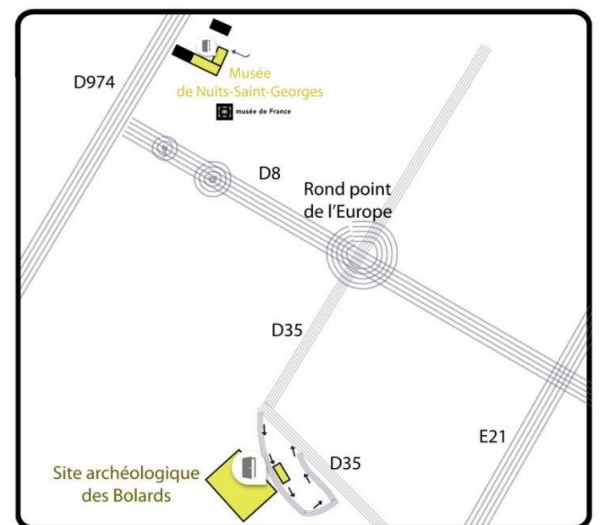 D974
Musée
de Nuits-Saint-Georges
m musée de France
D8
Rond point
de l'Europe
D35
E21
D35
Site archéologique
des Bolards